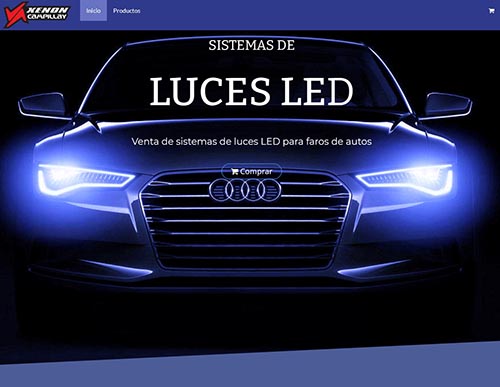 XENON
CAMPILLAY
Inicio
Productos
SISTEMAS DE
LUCES LED
Venta de sistemas de luces LED para faros de autos
Comprar